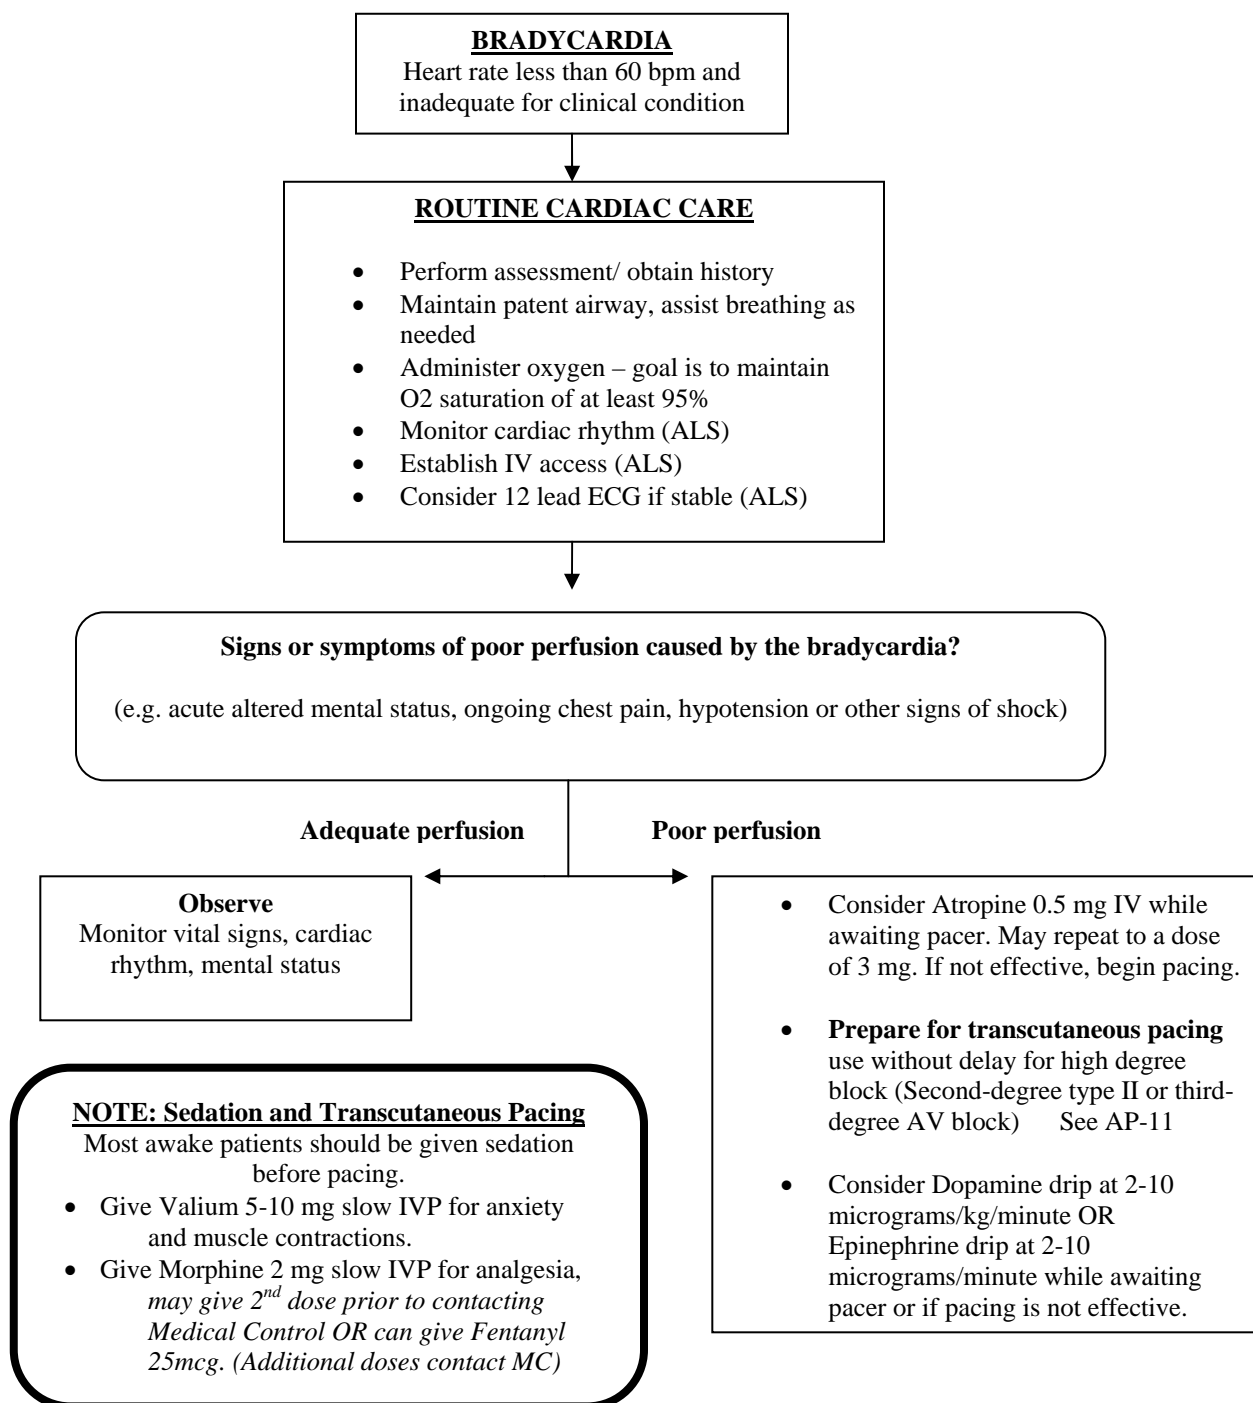 BRADYCARDIA
Heart rate less than 60 bpm and
inadequate for clinical condition
ROUTINE CARDIAC CARE
• Perform assessment/ obtain history
• Maintain patent airway, assist breathing as
needed
• Administer oxygen – goal is to maintain
O2 saturation of at least 95%
• Monitor cardiac rhythm (ALS)
• Establish IV access (ALS)
• Consider 12 lead ECG if stable (ALS)
Signs or symptoms of poor perfusion caused by the bradycardia?
(e.g. acute altered mental status, ongoing chest pain, hypotension or other signs of shock)
Adequate perfusion
Poor perfusion
Observe
Monitor vital signs, cardiac
rhythm, mental status
• Consider Atropine 0.5 mg IV while
awaiting pacer. May repeat to a dose
of 3 mg. If not effective, begin pacing.
• Prepare for transcutaneous pacing
use without delay for high degree
block (Second-degree type II or third-
degree AV block) See AP-11
• Consider Dopamine drip at 2-10
micrograms/kg/minute OR
Epinephrine drip at 2-10
micrograms/minute while awaiting
pacer or if pacing is not effective.
NOTE: Sedation and Transcutaneous Pacing
Most awake patients should be given sedation
before pacing.
• Give Valium 5-10 mg slow IVP for anxiety
and muscle contractions.
• Give Morphine 2 mg slow IVP for analgesia,
may give 2nd dose prior to contacting
Medical Control OR can give Fentanyl
25mcg. (Additional doses contact MC)